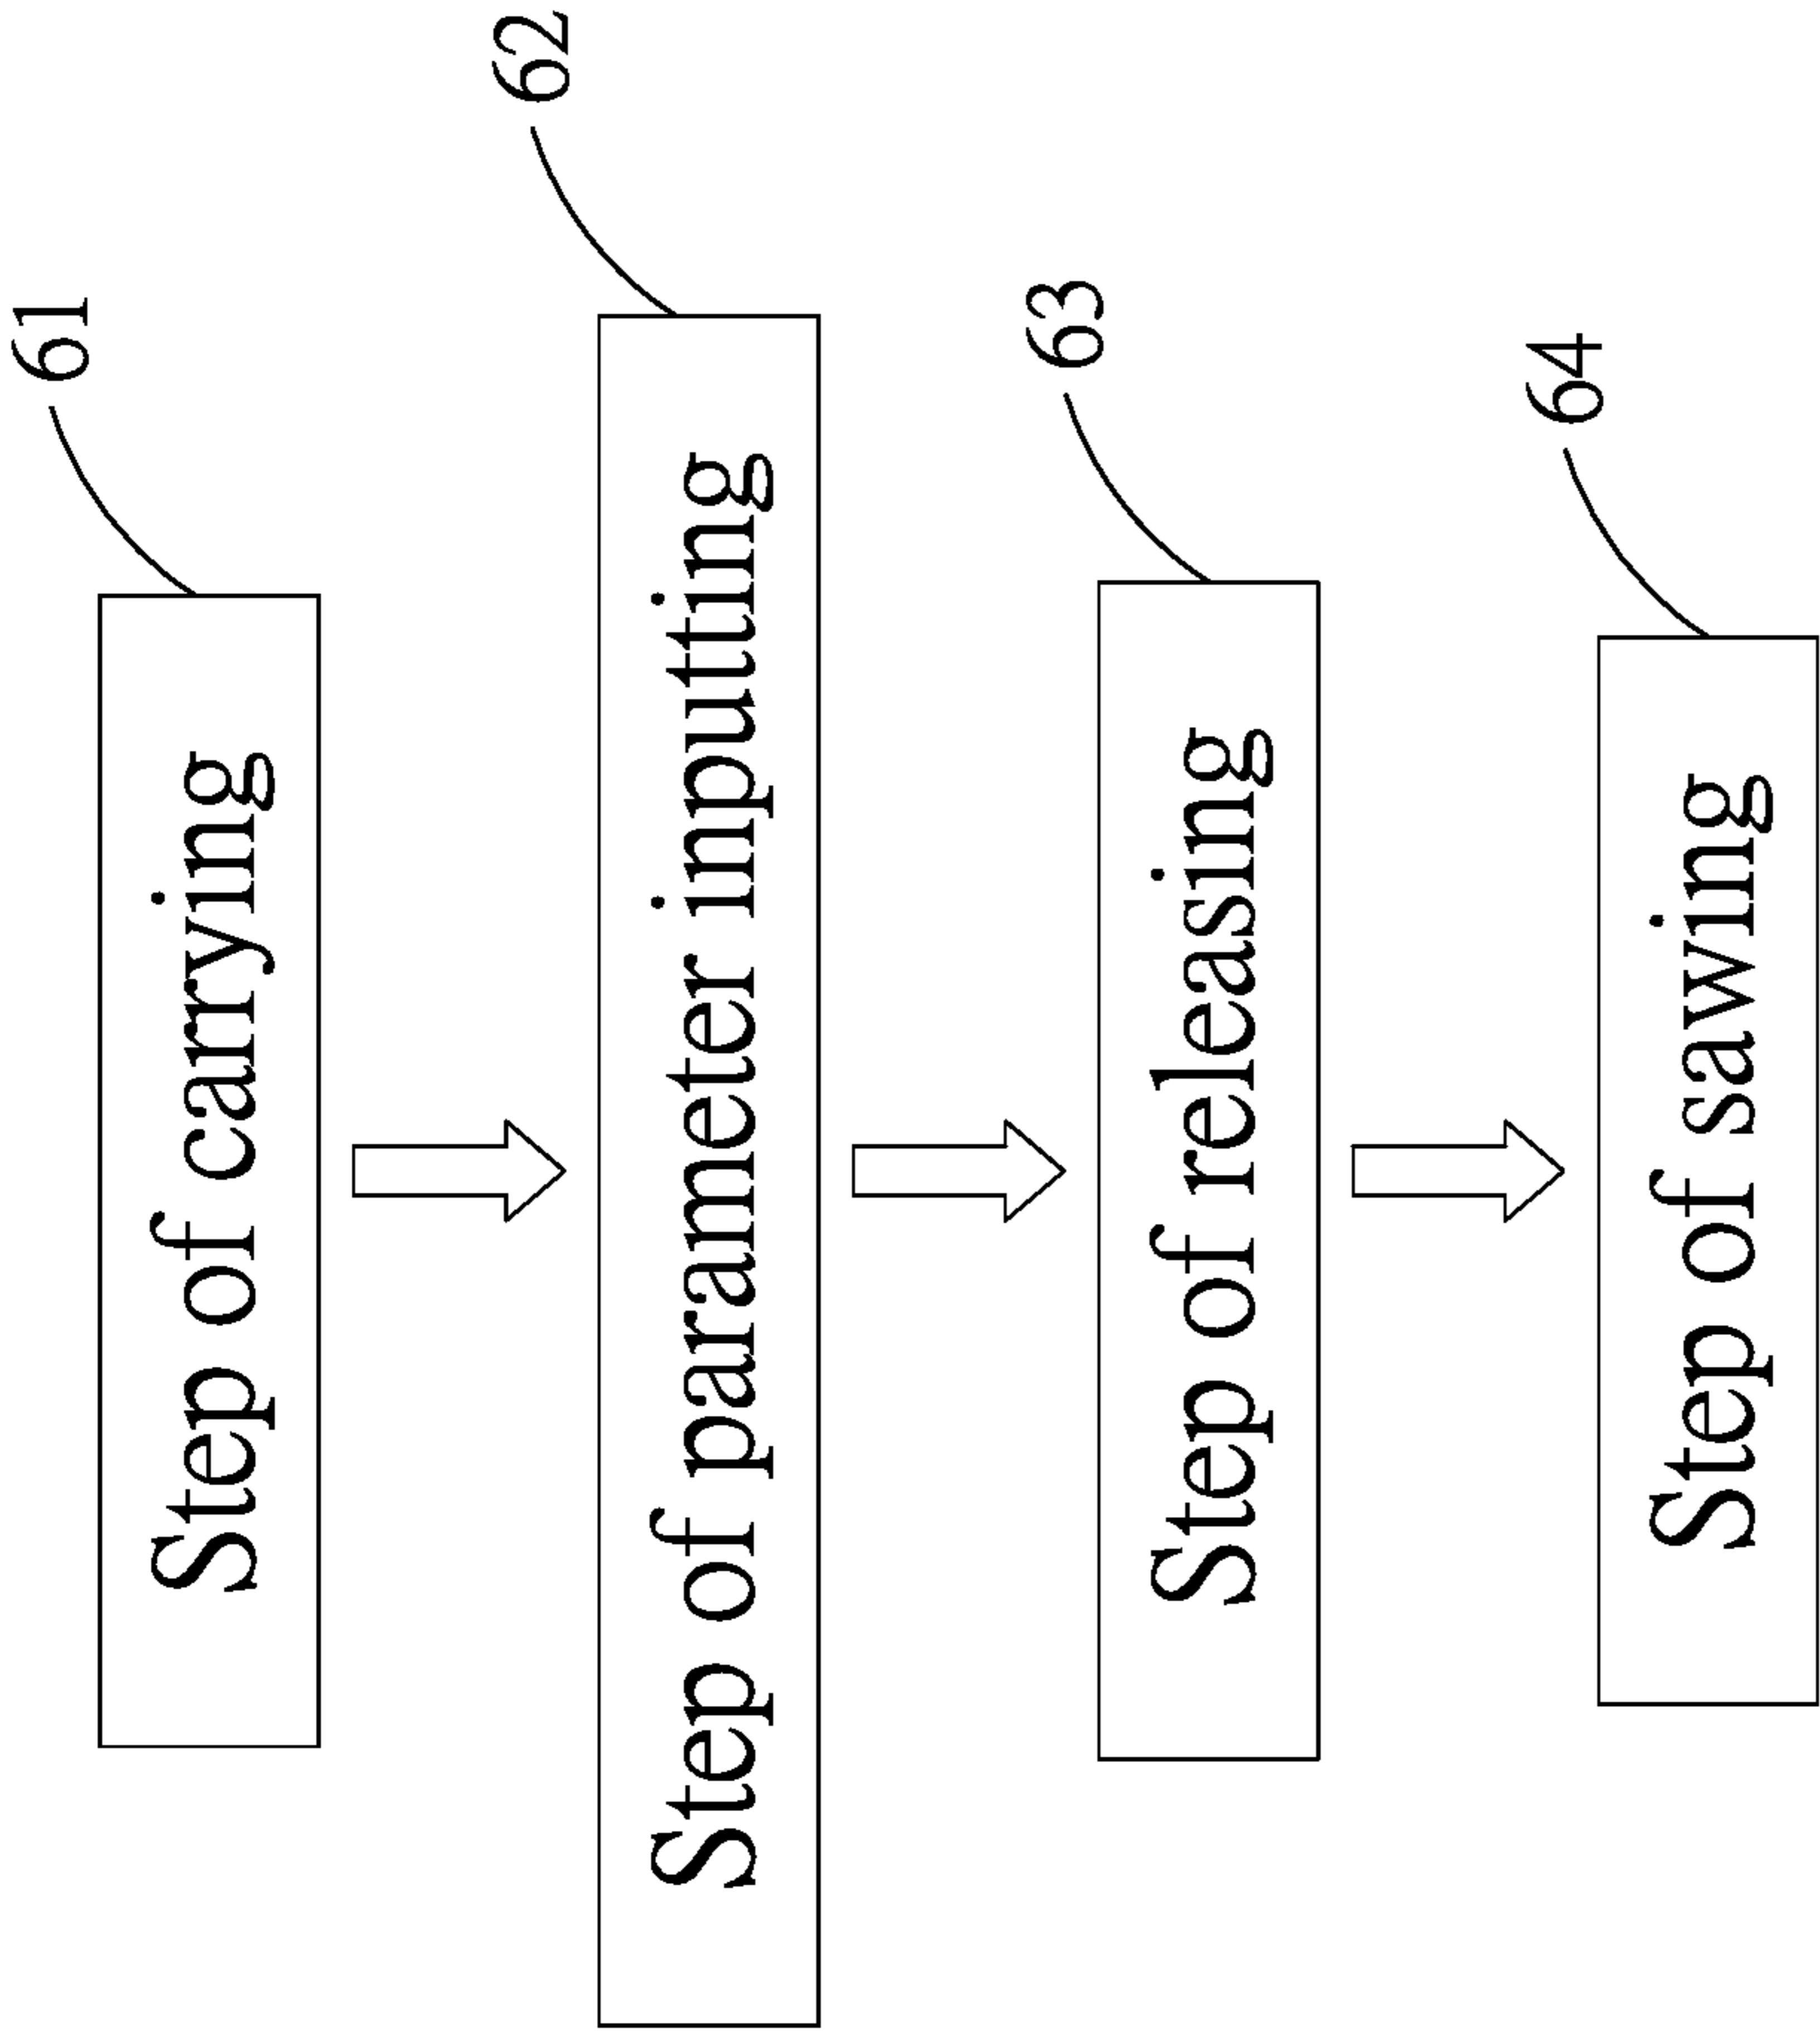 61
Step of carrying
62
Step of parameter inputting
63
Step of releasing
64
Step of sawing